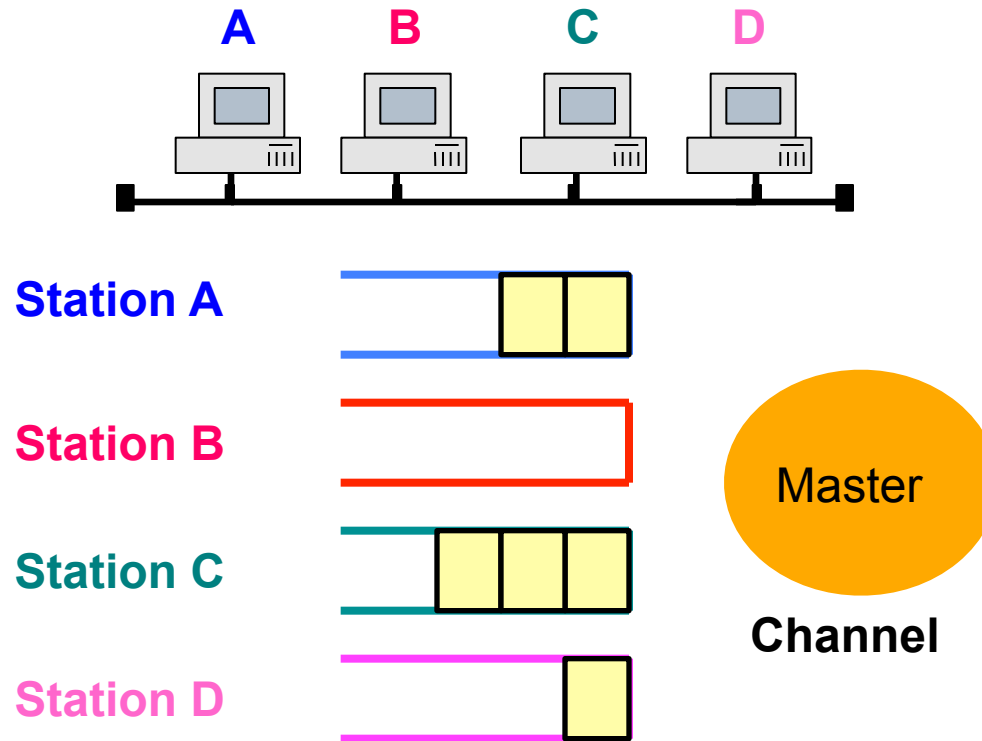 A B C D
Station A
Station B
Master
Station C
Channel
Station D